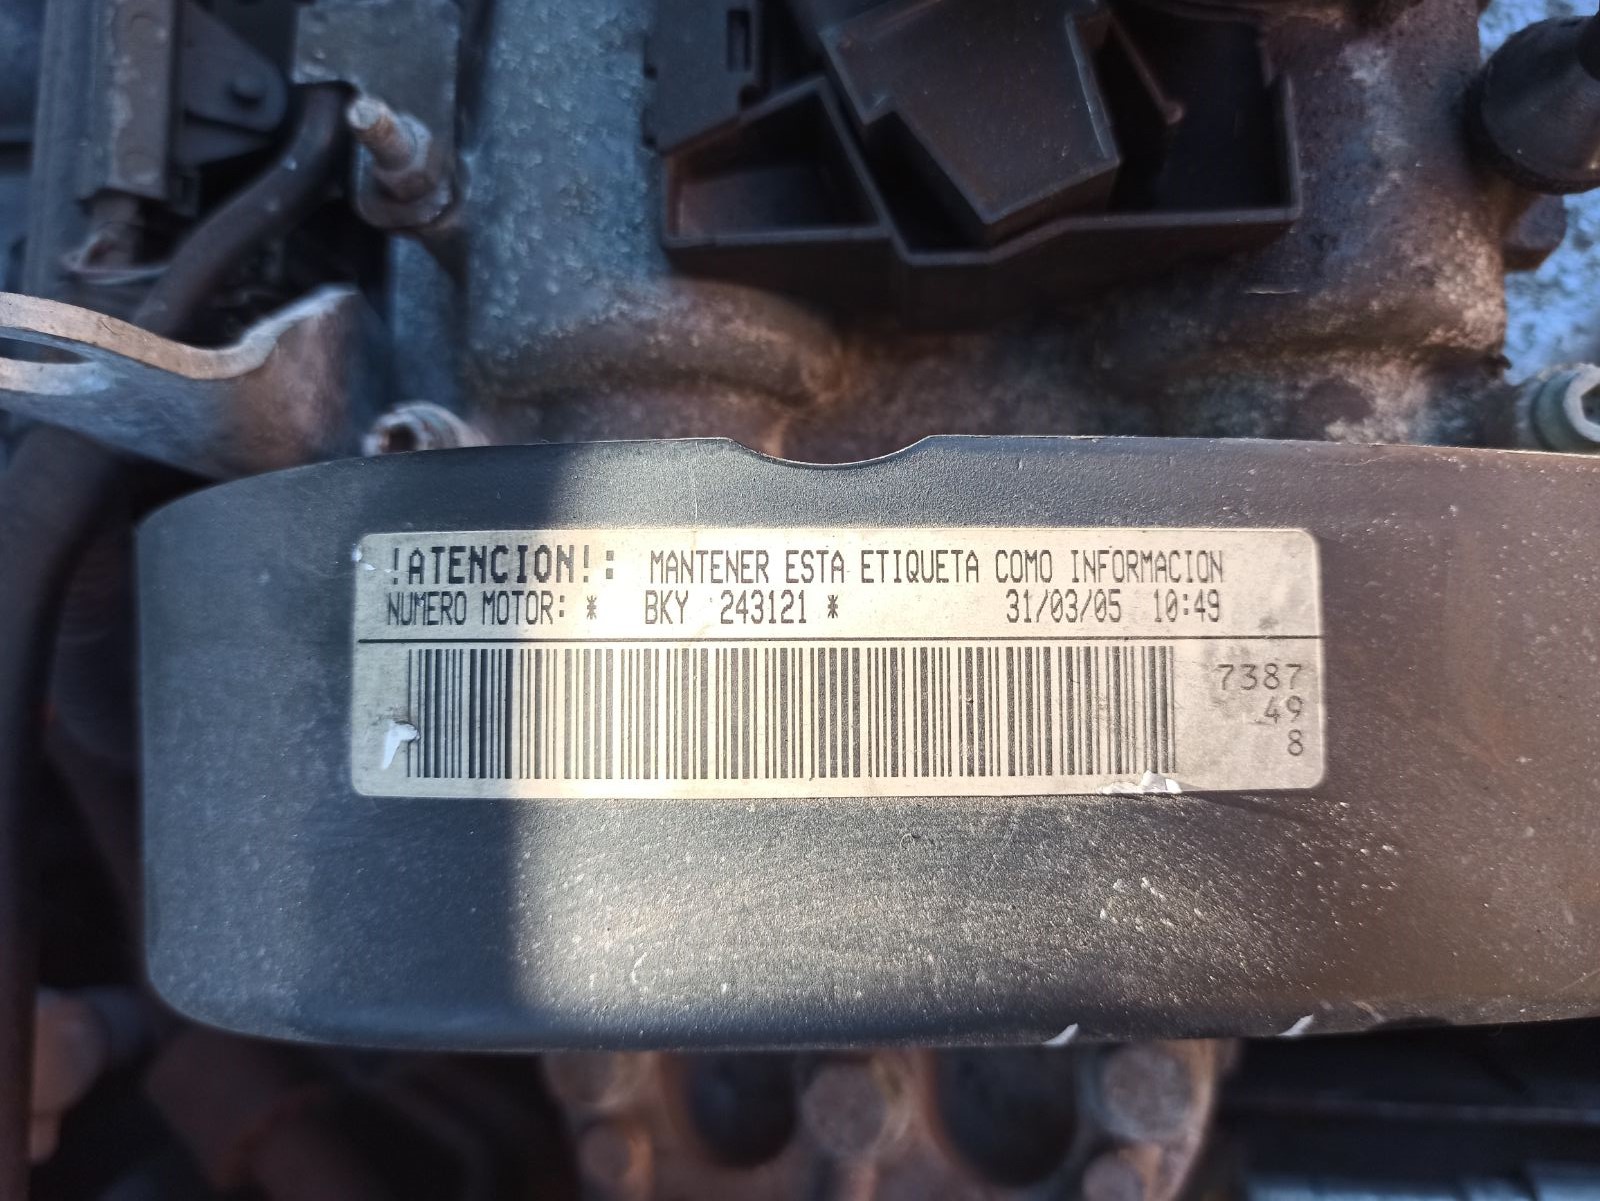 !ATENCION!: MANTENER ESTA ETIQUETA COMO INFORMACION
NUMERO MOTOR: * BKY 243121 * 31/03/05 10:49
7387
49
8